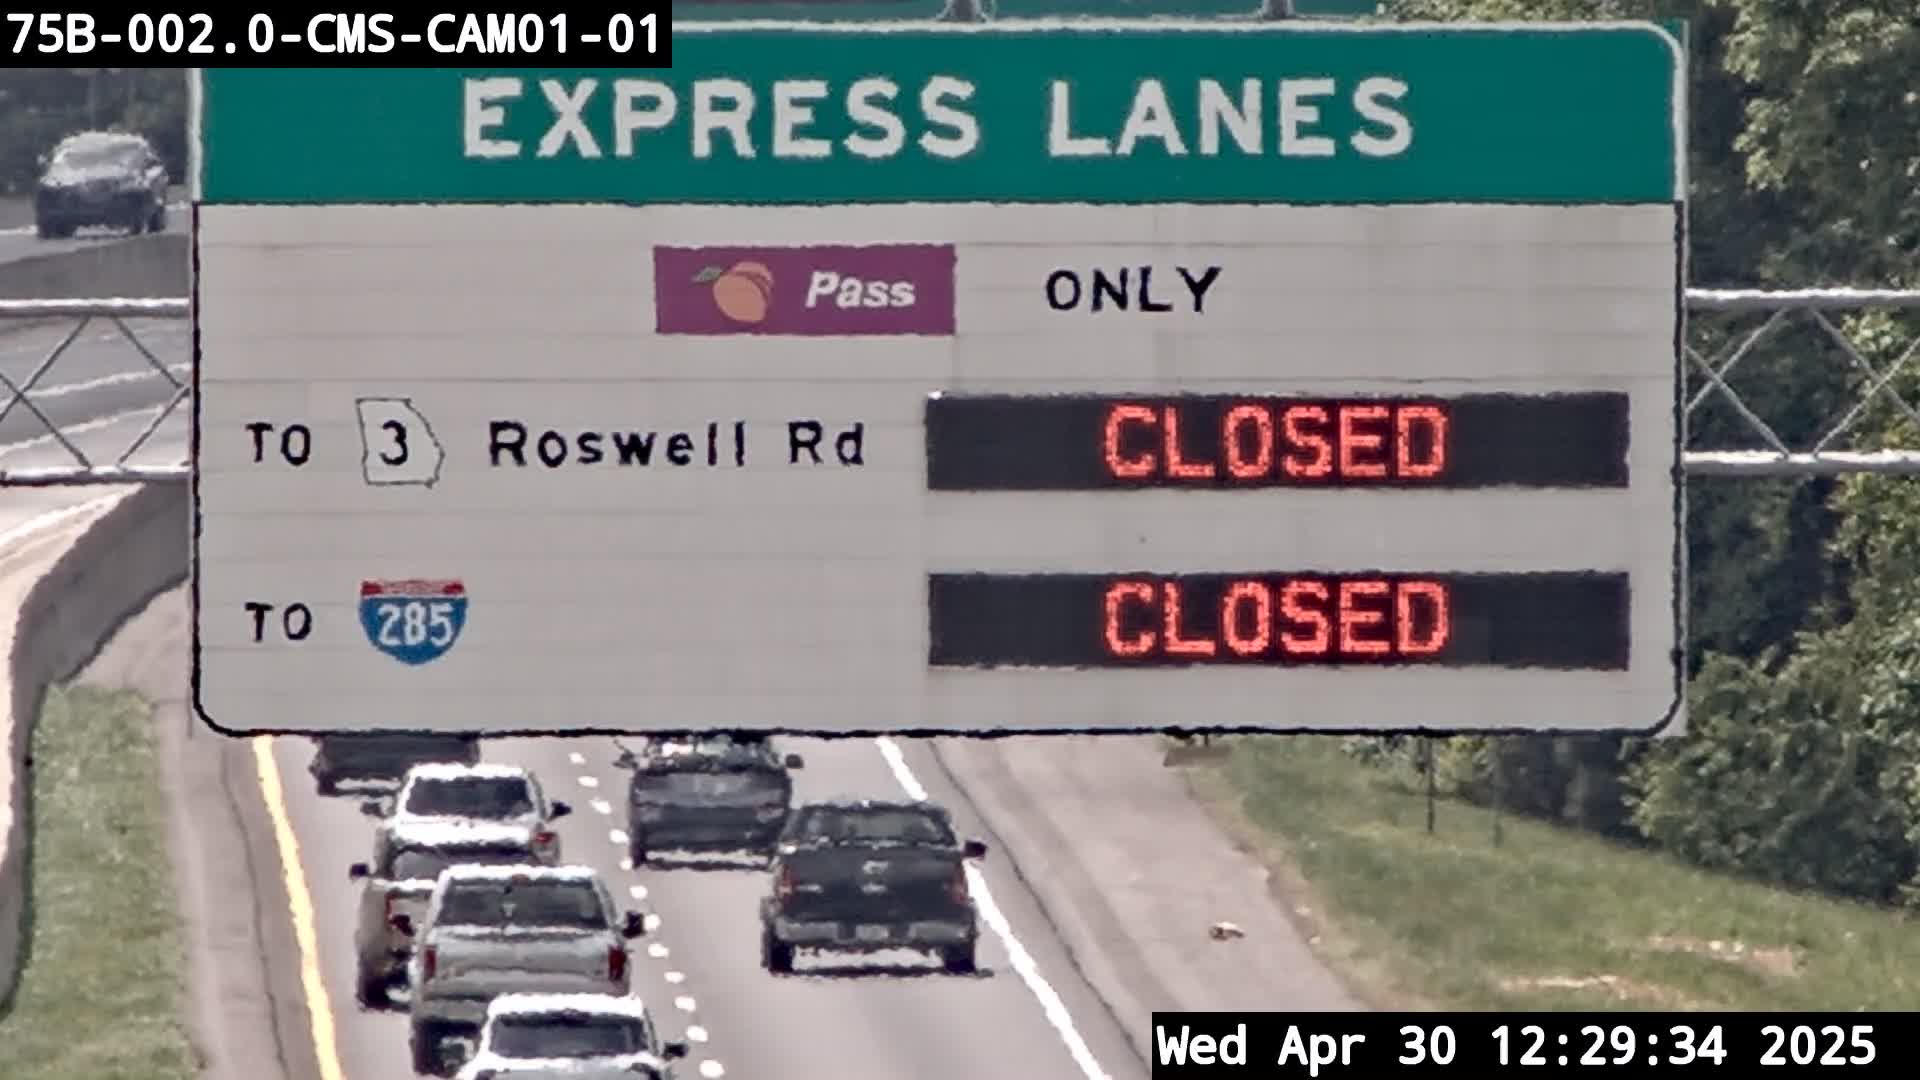 75B-002.0-CMS-CAM01-01
EXPRESS LANES
Pass ONLY
TO 3 Roswell Rd CLOSED
TO 285 CLOSED
Wed Apr 30 12:29:34 2025